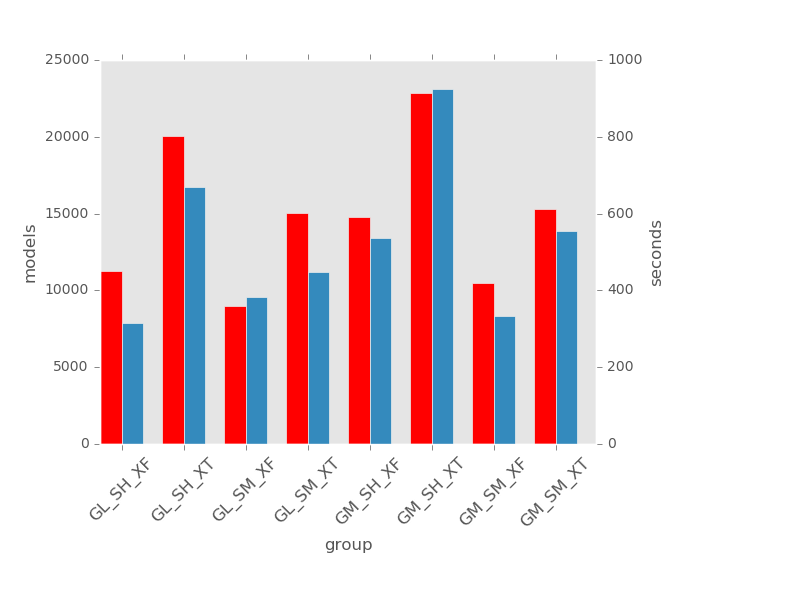 25000
20000
15000
10000
5000
0
models
1000
800
600
400
200
0
seconds
GL_SH_XF
GL_SH_XT
GL_SM_XF
GL_SM_XT
GM_SH_XF
GM_SH_XT
GM_SM_XF
GM_SM_XT
group